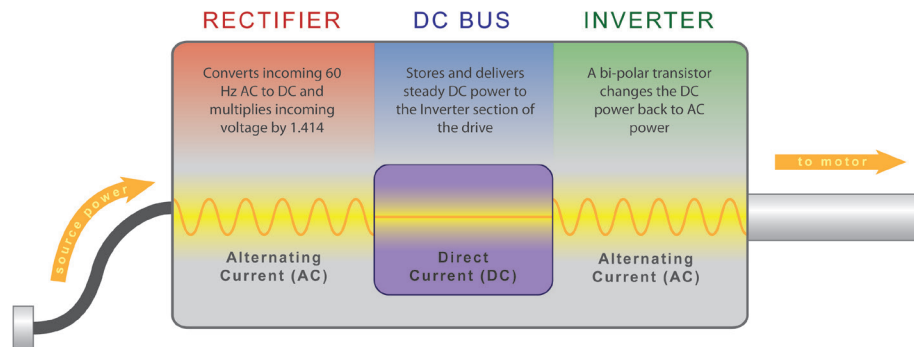 RECTIFIER
DC BUS
INVERTER
Converts incoming 60
Hz AC to DC and
multiplies incoming
voltage by 1.414
Stores and delivers
steady DC power to
the Inverter section of
the drive
A bi-polar transistor
changes the DC
power back to AC
power
source power
to motor
Alternating
Current (AC)
Direct
Current (DC)
Alternating
Current (AC)